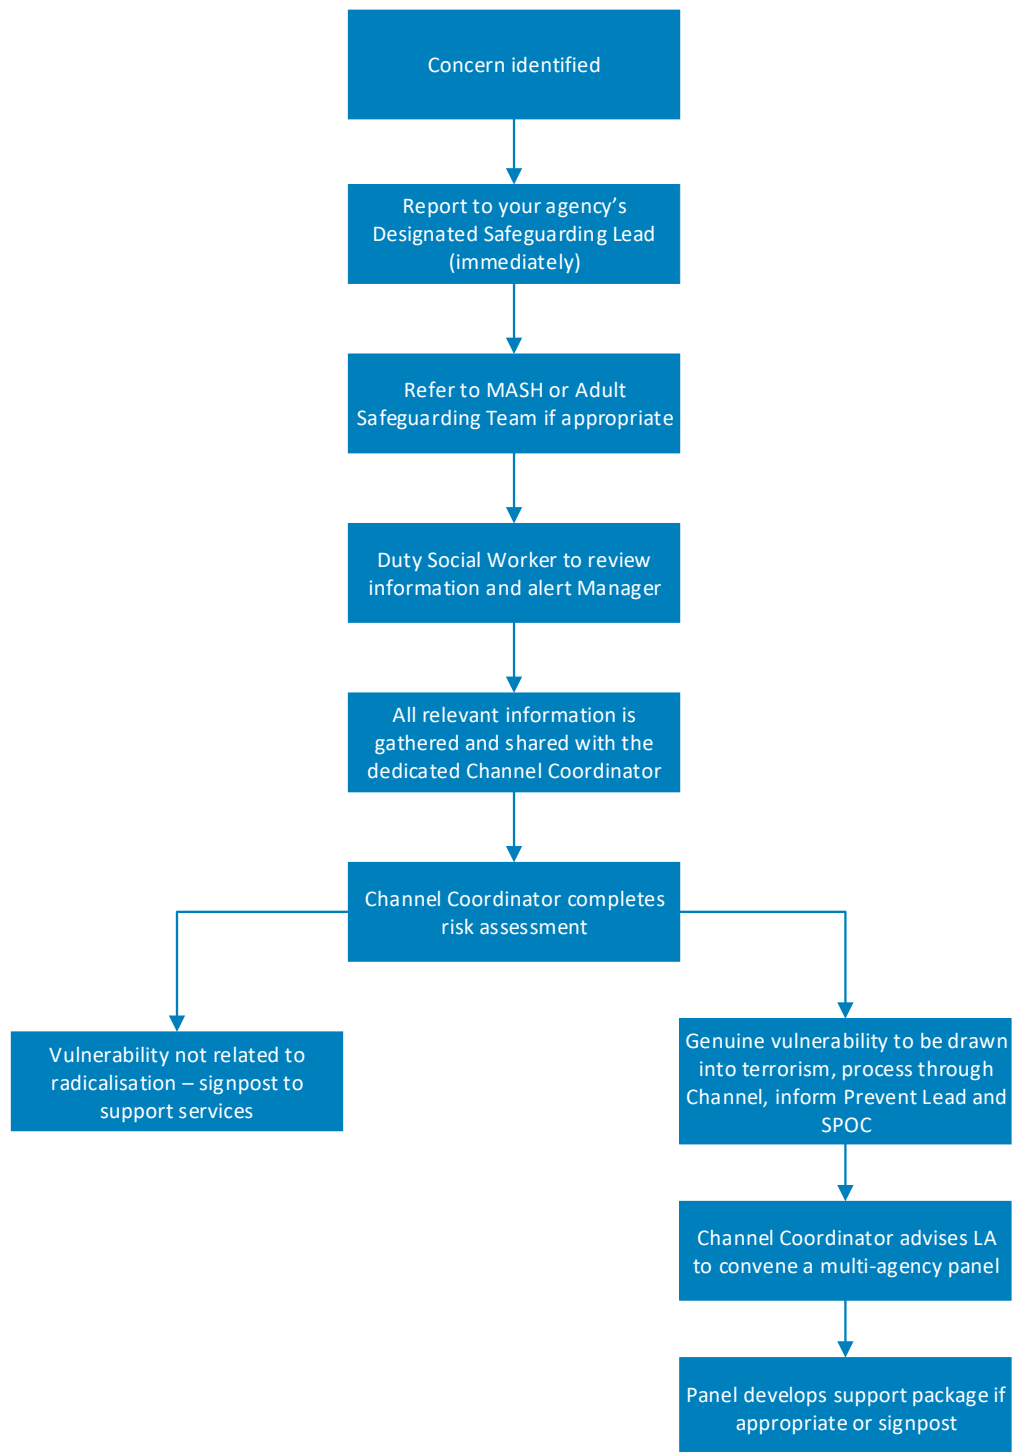 Concern identified
Report to your agency’s
Designated Safeguarding Lead
(immediately)
Refer to MASH or Adult
Safeguarding Team if appropriate
Duty Social Worker to review
information and alert Manager
All relevant information is
gathered and shared with the
dedicated Channel Coordinator
Channel Coordinator completes
risk assessment
Vulnerability not related to
radicalisation – signpost to
support services
Genuine vulnerability to be drawn
into terrorism, process through
Channel, inform Prevent Lead and
SPOC
Channel Coordinator advises LA
to convene a multi-agency panel
Panel develops support package if
appropriate or signpost